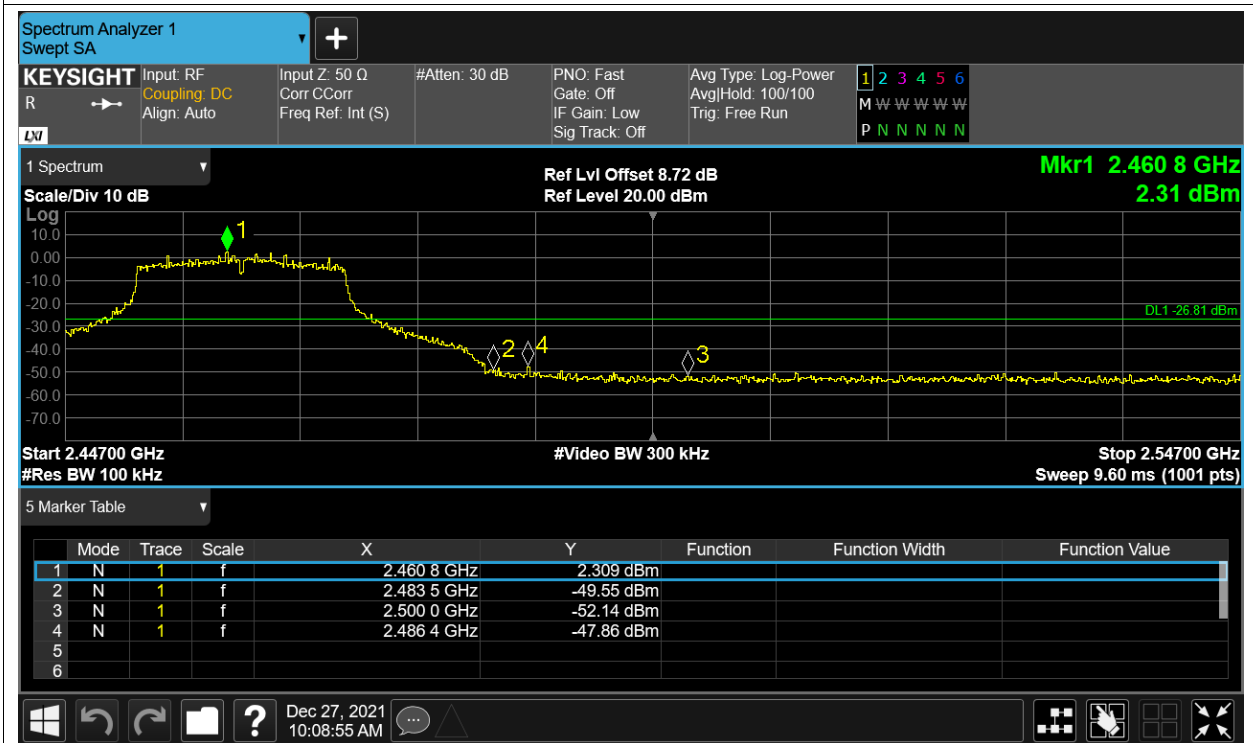 Spectrum Analyzer 1
Swept SA
+
KEYSIGHT Input: RF Input Z: 50 Ω #Atten: 30 dB PNO: Fast Avg Type: Log-Power 1 2 3 4 5 6
R Coupling: DC Corr CCorr Gate: Off Avg|Hold: 100/100 M W W W W W
Align: Auto Freq Ref: Int (S) IF Gain: Low Trig: Free Run
LXI Sig Track: Off P N N N N N
1 Spectrum Ref Lvl Offset 8.72 dB Mkr1 2.460 8 GHz
Scale/Div 10 dB Ref Level 20.00 dBm 2.31 dBm
Log
10.0
0.00
-10.0
-20.0
-30.0
-40.0
-50.0
-60.0
-70.0
1
2
4
3
DL1 -26.81 dBm
Start 2.44700 GHz #Video BW 300 kHz Stop 2.54700 GHz
#Res BW 100 kHz Sweep 9.60 ms (1001 pts)
5 Marker Table
Mode Trace Scale X Y Function Function Width Function Value
1 N 1 f 2.460 8 GHz 2.309 dBm
2 N 1 f 2.483 5 GHz -49.55 dBm
3 N 1 f 2.500 0 GHz -52.14 dBm
4 N 1 f 2.486 4 GHz -47.86 dBm
5
6
? Dec 27, 2021
10:08:55 AM